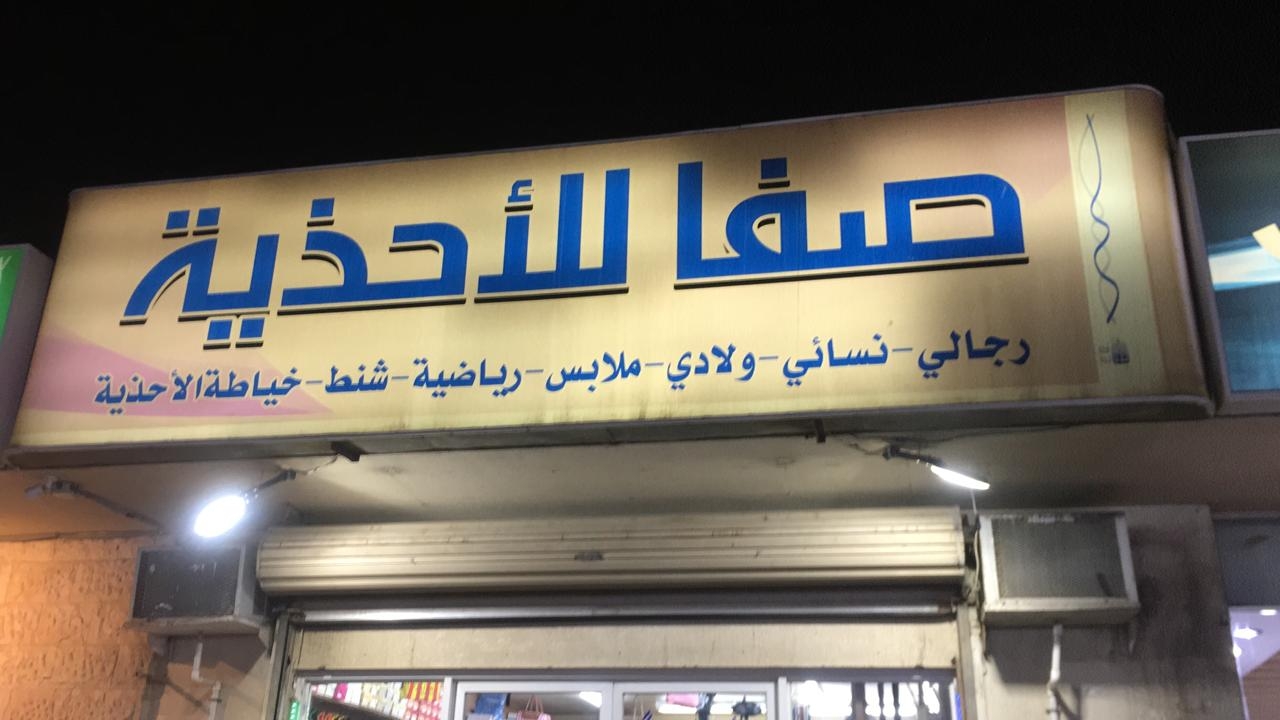 صفا للأحذية
رجالي - نسائي - ولادي - ملابس - رياضية - شنط - خياطة الأحذية